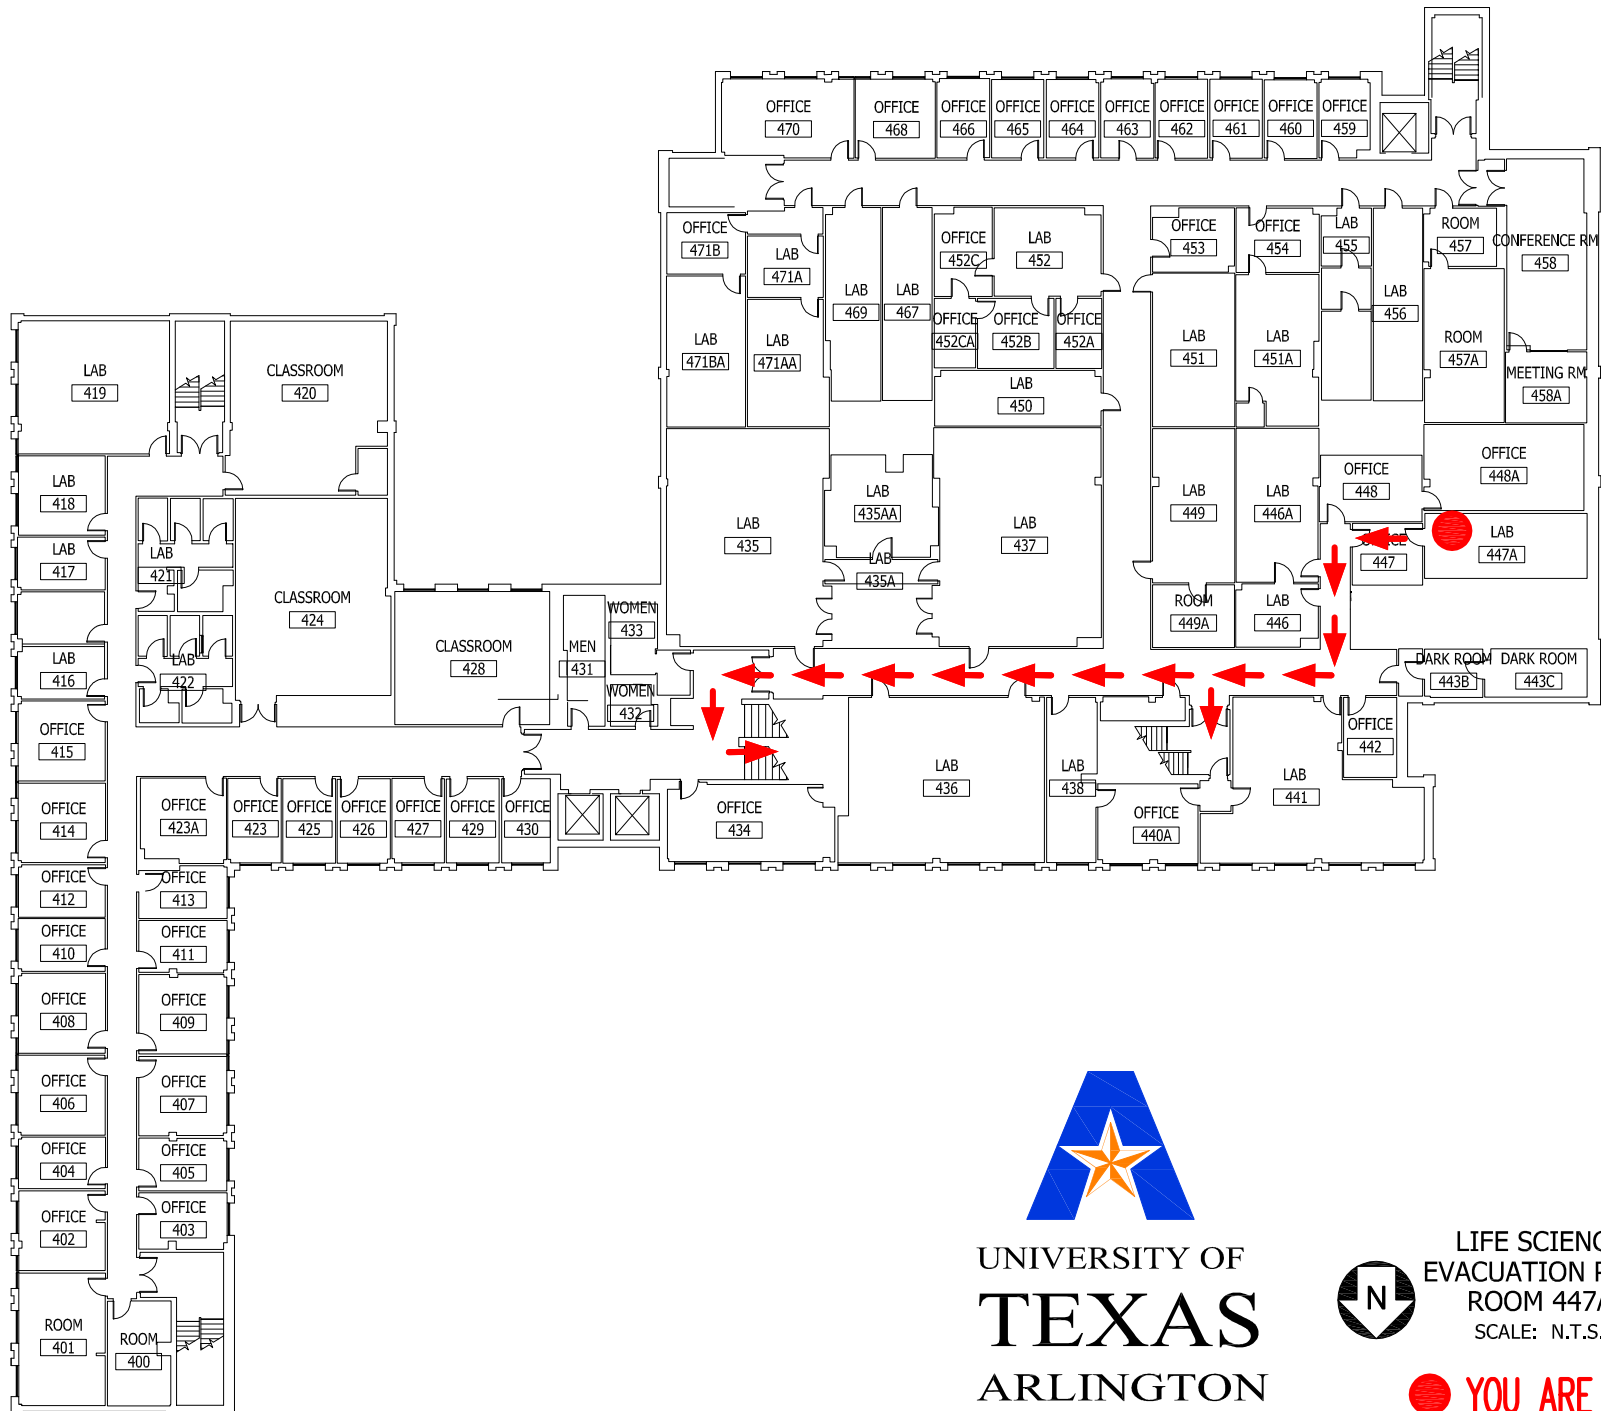 OFFICE
470
OFFICE
468
OFFICE
466
OFFICE
465
OFFICE
464
OFFICE
463
OFFICE
462
OFFICE
461
OFFICE
460
OFFICE
459
OFFICE
471B
LAB
471A
LAB
469
LAB
467
OFFICE
452C
LAB
452
OFFICE
453
OFFICE
454
LAB
455
LAB
456
ROOM
457
CONFERENCE RM
458
OFFICE
452CA
OFFICE
452B
OFFICE
452A
LAB
471BA
LAB
471AA
LAB
451
LAB
451A
ROOM
457A
MEETING RM
458A
LAB
450
LAB
419
CLASSROOM
420
LAB
418
LAB
417
LAB
421
CLASSROOM
424
LAB
435
LAB
435AA
LAB
435A
LAB
437
LAB
449
LAB
446A
OFFICE
448
OFFICE
448A
OFFICE
447
LAB
447A
ROOM
449A
LAB
446
LAB
416
LAB
422
CLASSROOM
428
MEN
431
WOMEN
433
WOMEN
432
DARK ROOM
443B
DARK ROOM
443C
OFFICE
415
OFFICE
442
OFFICE
414
OFFICE
423A
OFFICE
423
OFFICE
425
OFFICE
426
OFFICE
427
OFFICE
429
OFFICE
430
OFFICE
434
LAB
436
LAB
438
OFFICE
440A
LAB
441
OFFICE
412
OFFICE
413
OFFICE
410
OFFICE
411
OFFICE
408
OFFICE
409
OFFICE
406
OFFICE
407
OFFICE
404
OFFICE
405
OFFICE
402
OFFICE
403
ROOM
401
ROOM
400
UNIVERSITY OF
TEXAS
ARLINGTON
N
LIFE SCIENC
EVACUATION
ROOM 447A
SCALE: N.T.S.
YOU ARE